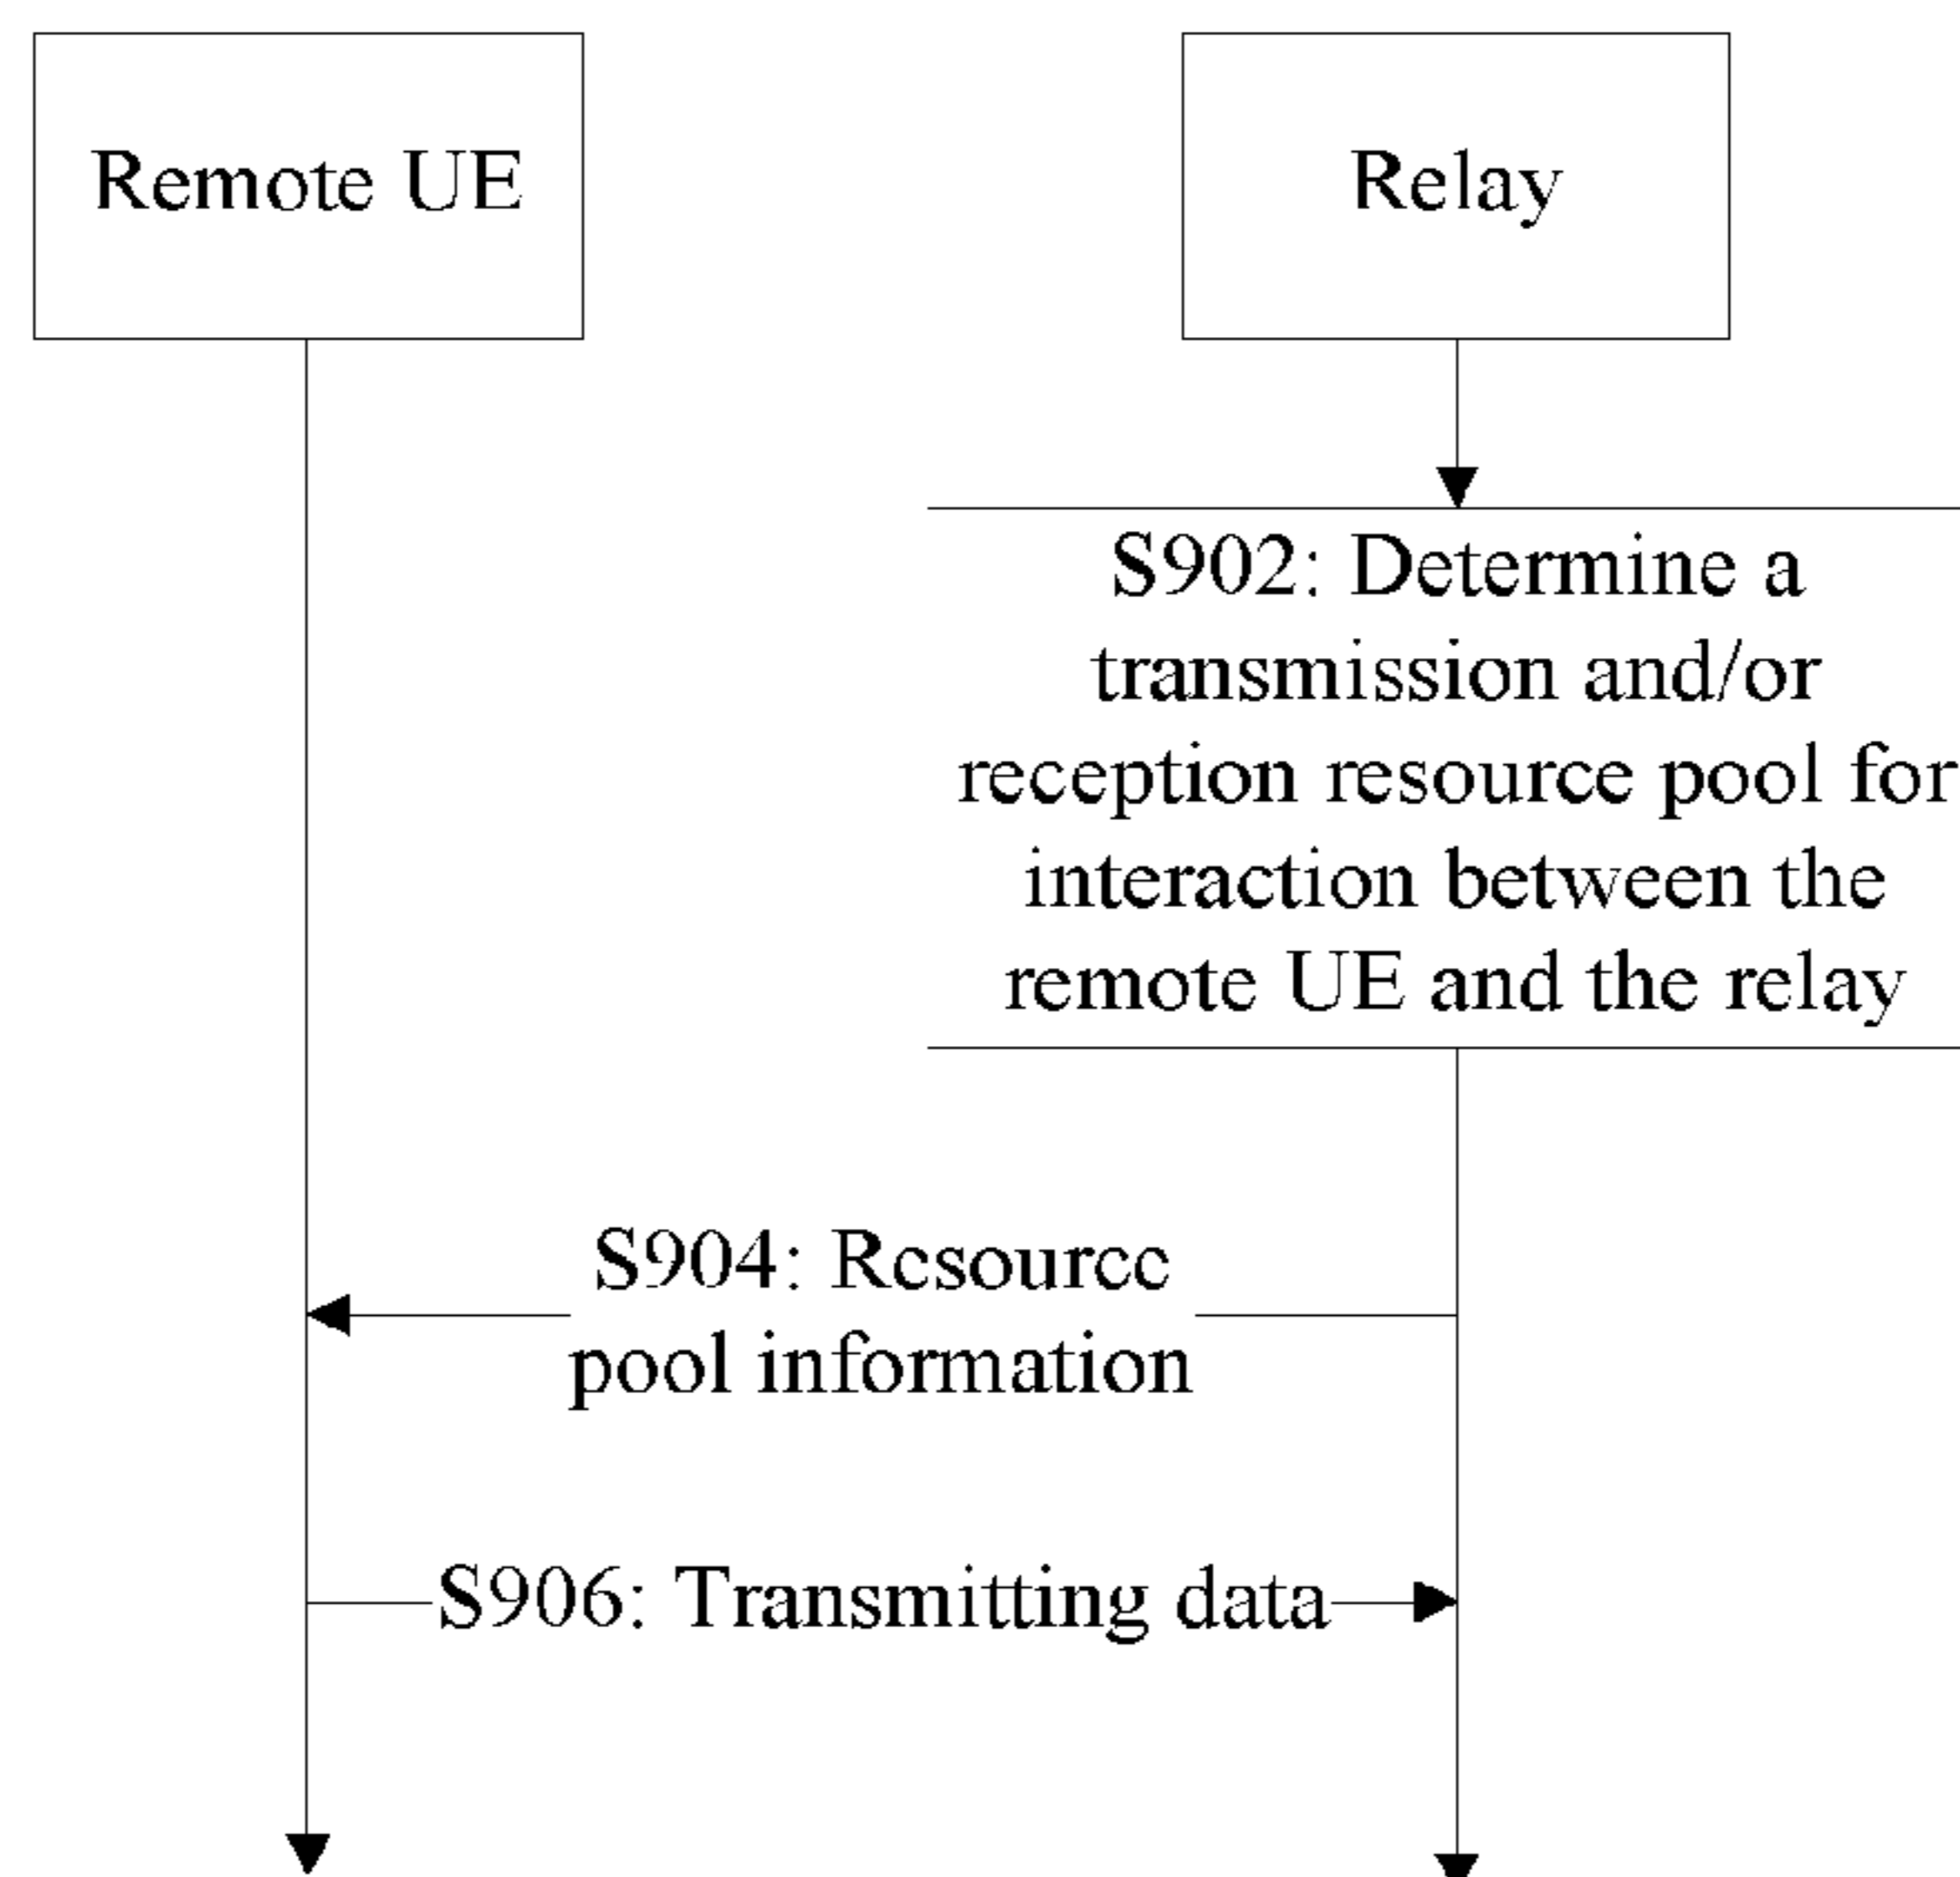 Remote UE
Relay
S902: Determine a
transmission and/or
reception resource pool for
interaction between the
remote UE and the relay
S904: Resource
pool information
S906: Transmitting data